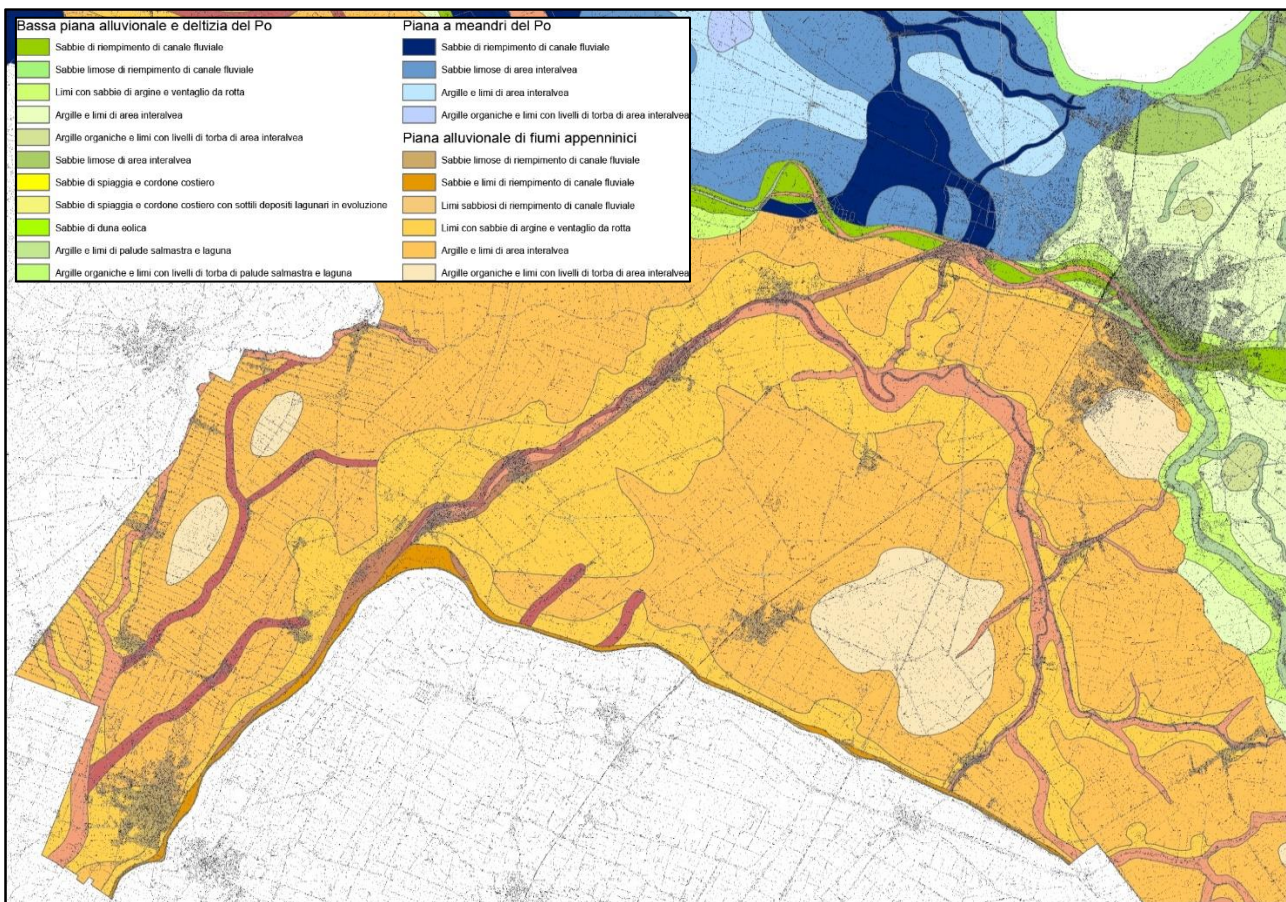 Bassa piana alluvionale e deltizia del Po
Sabbie di riempimento di canale fluviale
Sabbie limose di riempimento di canale fluviale
Limi con sabbie di argine e ventaglio da rotta
Argille e limi di area interalvea
Argille organiche e limi con livelli di torba di area interalvea
Sabbie limose di area interalvea
Sabbie di spiaggia e cordone costiero
Sabbie di spiaggia e cordone costiero con sottili depositi lagunari in evoluzione
Sabbie di duna eolica
Argille e limi di palude salmastra e laguna
Argille organiche e limi con livelli di torba di palude salmastra e laguna
Piana a meandri del Po
Sabbie di riempimento di canale fluviale
Sabbie limose di area interalvea
Argille e limi di area interalvea
Argille organiche e limi con livelli di torba di area interalvea
Piana alluvionale di fiumi appenninici
Sabbie limose di riempimento di canale fluviale
Sabbie e limi di riempimento di canale fluviale
Limi sabbiosi di riempimento di canale fluviale
Limi con sabbie di argine e ventaglio da rotta
Argille e limi di area interalvea
Argille organiche e limi con livelli di torba di area interalvea